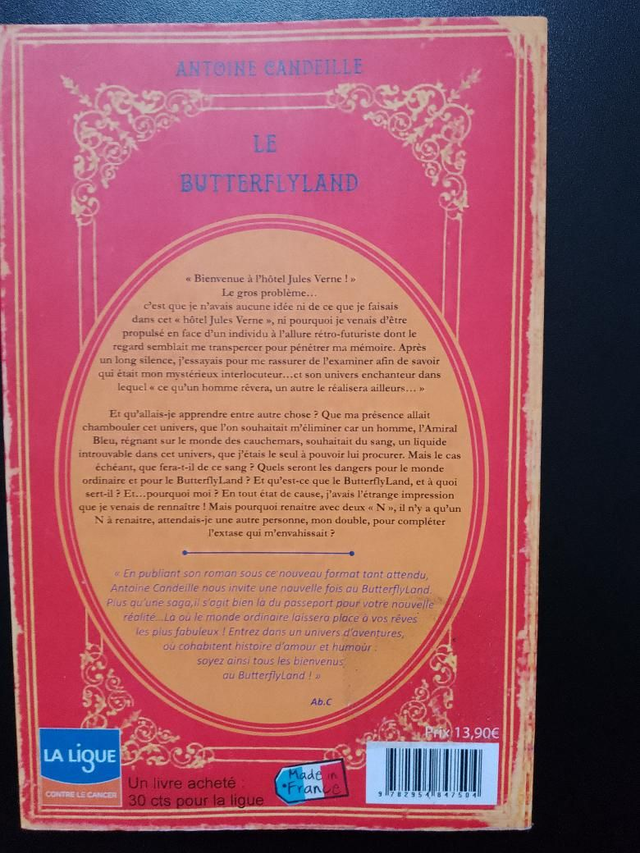 ANTOINE CANDEILLE
LE
BUTTERFLYLAND
« Bienvenue à l'hôtel Jules Verne ! »
Le gros problème…
c'est que je n'avais aucune idée ni de ce que je faisais
dans cet « hôtel Jules Verne », ni pourquoi je venais d'être
propulsé en face d'un individu à l'allure rétro-futuriste dont le
regard semblait me transpercer pour pénétrer ma mémoire. Après
un long silence, j'essayais pour me rassurer de l'examiner afin de savoir
qui était mon mystérieux interlocuteur…et son univers enchanteur dans
lequel « ce qu'un homme rêvera, un autre le réalisera ailleurs… »
Et qu'allais-je apprendre entre autre chose ? Que ma présence allait
chambouler cet univers, que l'on souhaitait m'éliminer car un homme, l'Amiral
Bleu, régnant sur le monde des cauchemars, souhaitait du sang, un liquide
introuvable dans cet univers, que j'étais le seul à pouvoir lui procurer. Mais le cas
échéant, que fera-t-il de ce sang ? Quels seront les dangers pour le monde
ordinaire et pour le ButterflyLand ? Et qu'est-ce que le ButterflyLand, et à quoi
sert-il ? Et…pourquoi moi ? En tout état de cause, j'avais l'étrange impression
que je venais de rennaître ! Mais pourquoi renaitre avec deux « N », il n'y a qu'un
N à renaitre, attendais-je une autre personne, mon double, pour compléter
l'extase qui m'envahissait ?
« En publiant son roman sous ce nouveau format tant attendu,
Antoine Candeille nous invite une nouvelle fois au ButterflyLand.
Plus qu'une saga,il s'agit bien là du passeport pour votre nouvelle
réalité...Là où le monde ordinaire laissera place à vos rêves
les plus fabuleux ! Entrez dans un univers d'aventures,
où cohabitent histoire d'amour et humour :
soyez ainsi tous les bienvenus
au ButterflyLand ! »
Ab.C
Prix 13,90€
LA LIGUE
CONTRE LE CANCER
Un livre acheté :
30 cts pour la ligue
Made in
France
9 782954 847504